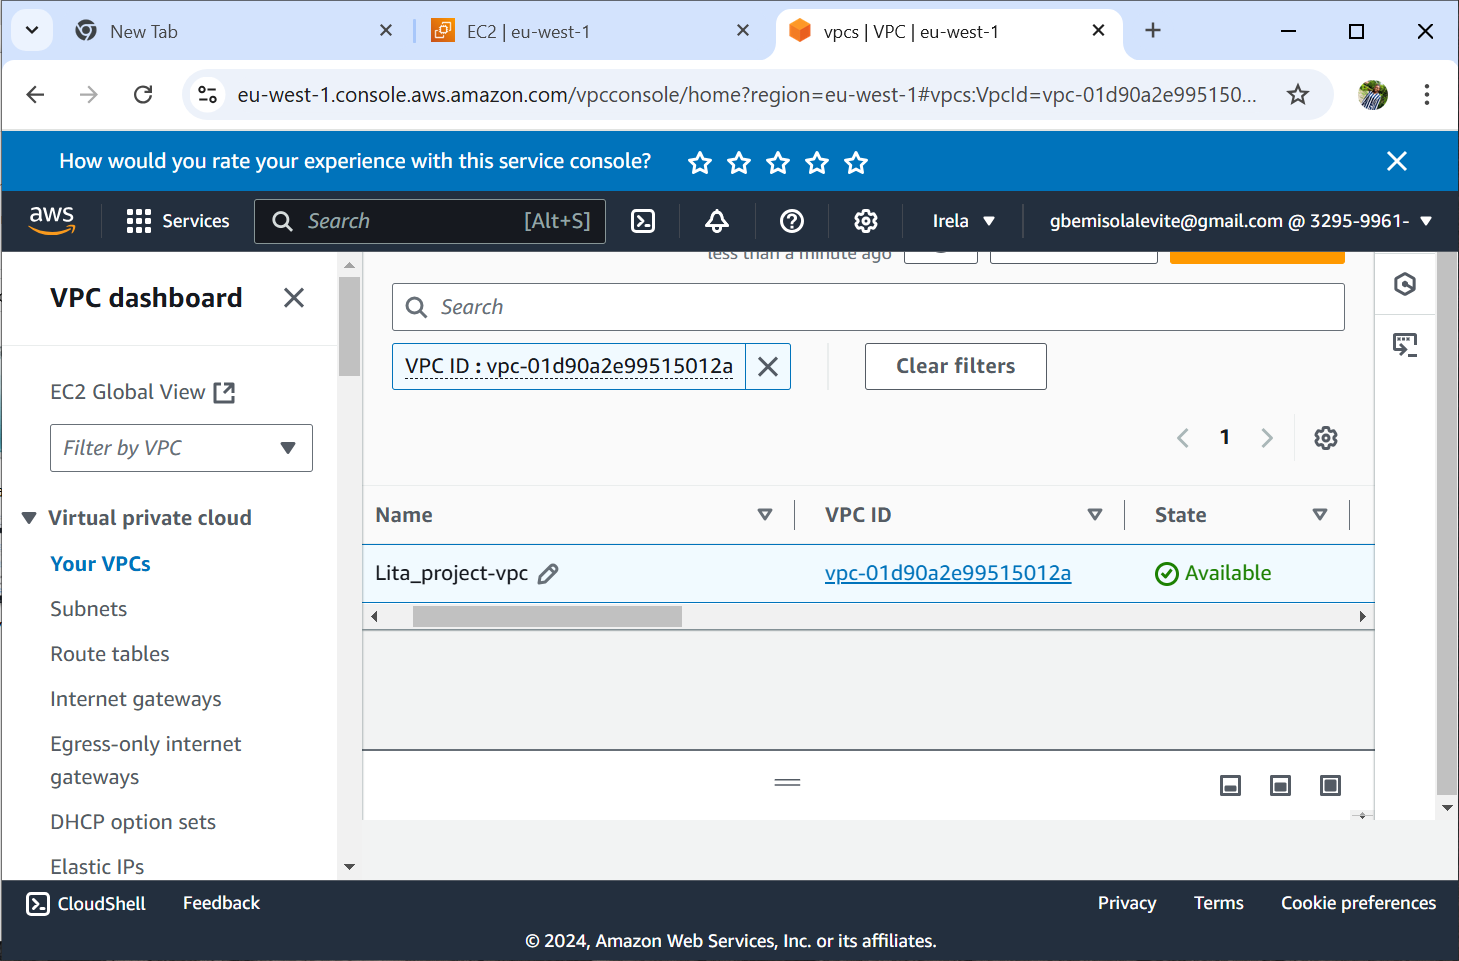 New Tab
EC2 | eu-west-1
vpcs | VPC | eu-west-1
eu-west-1.console.aws.amazon.com/vpcconsole/home?region=eu-west-1#vpcs:VpcId=vpc-01d90a2e995150...
How would you rate your experience with this service console?
aws
Services
Search
[Alt+S]
Irela
gbemisolalevite@gmail.com @ 3295-9961-
less than a minute ago
VPC dashboard
Search
VPC ID : vpc-01d90a2e99515012a
Clear filters
EC2 Global View
Filter by VPC
1
Virtual private cloud
Your VPCs
Subnets
Route tables
Internet gateways
Egress-only internet
gateways
DHCP option sets
Elastic IPs
Name
VPC ID
State
Lita_project-vpc
vpc-01d90a2e99515012a
Available
CloudShell
Feedback
Privacy
Terms
Cookie preferences
© 2024, Amazon Web Services, Inc. or its affiliates.